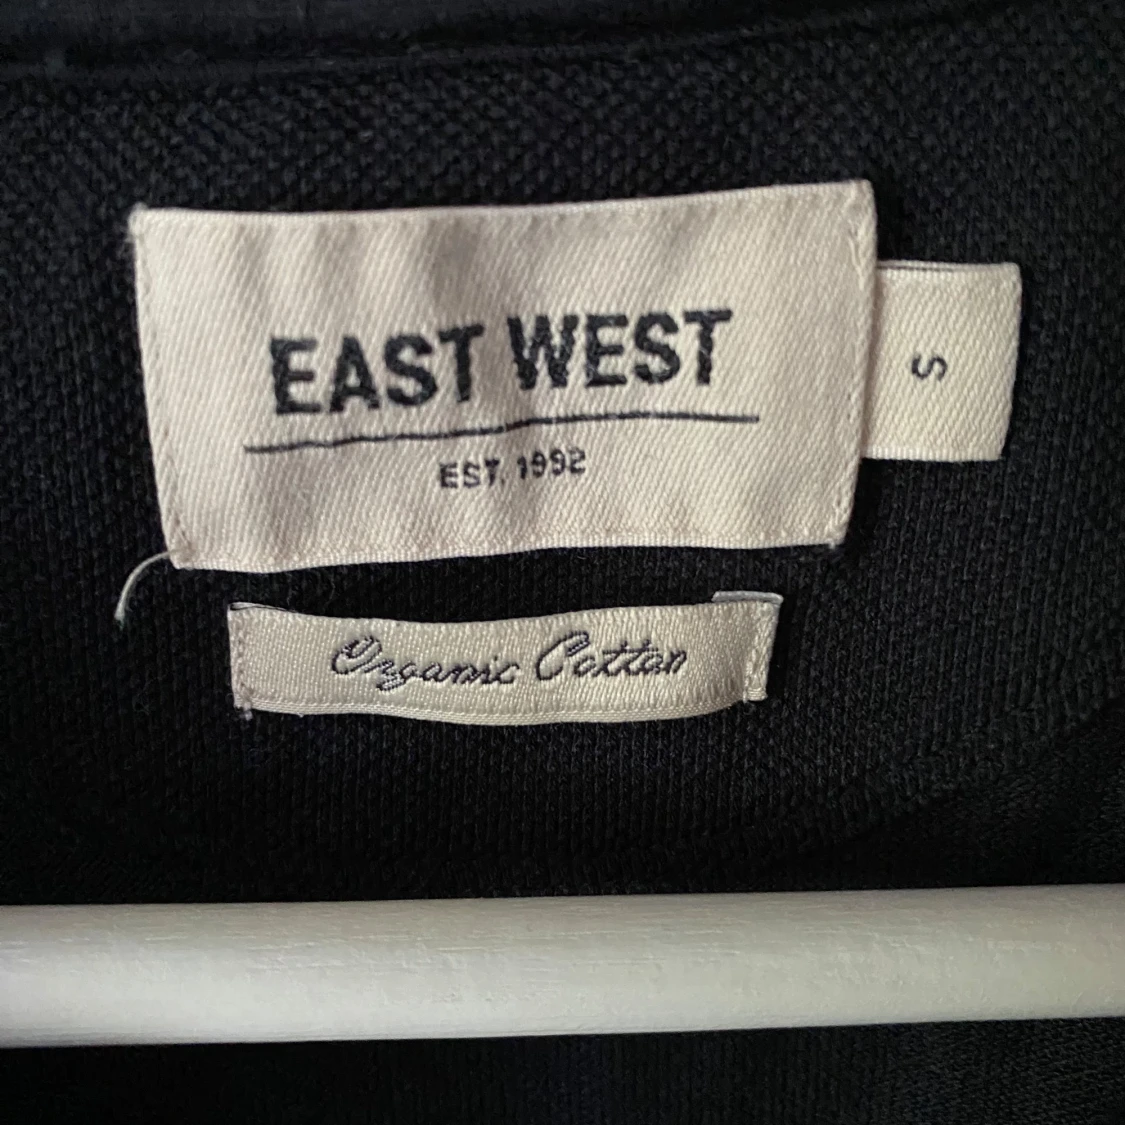 EAST WEST
EST. 1992
S
Organic Cotton